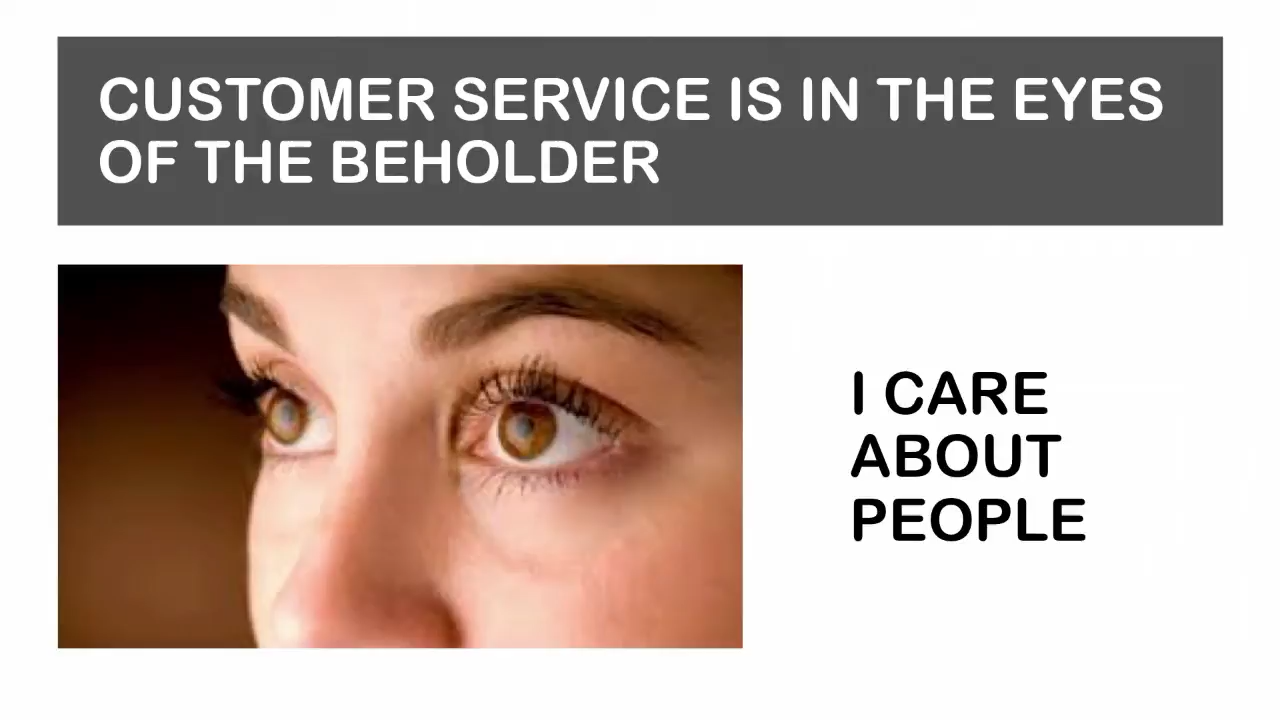 CUSTOMER SERVICE IS IN THE EYES
OF THE BEHOLDER
I CARE
ABOUT
PEOPLE